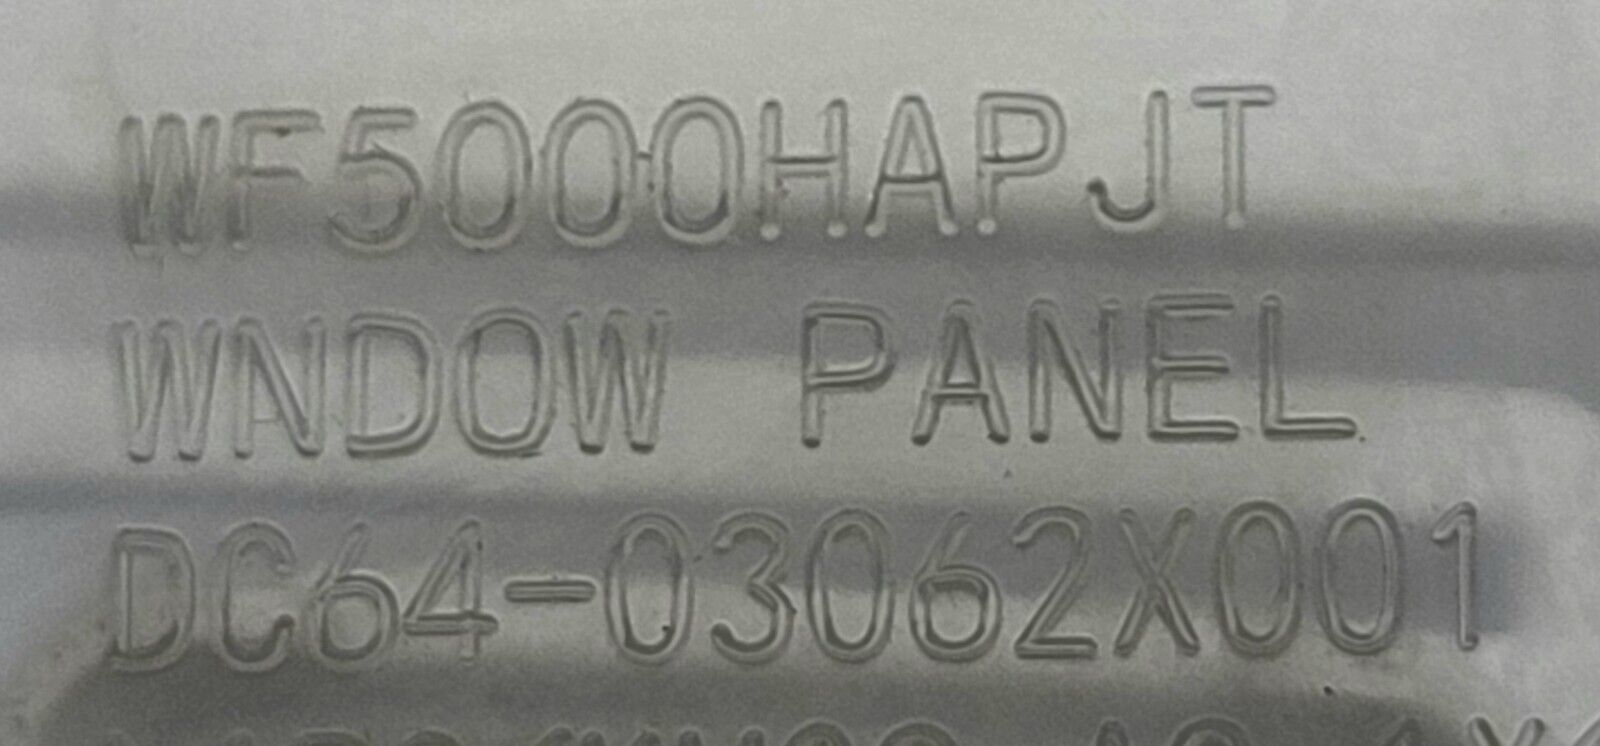 WF5000HAPJT
WNDOW PANEL
DC64-03062X001